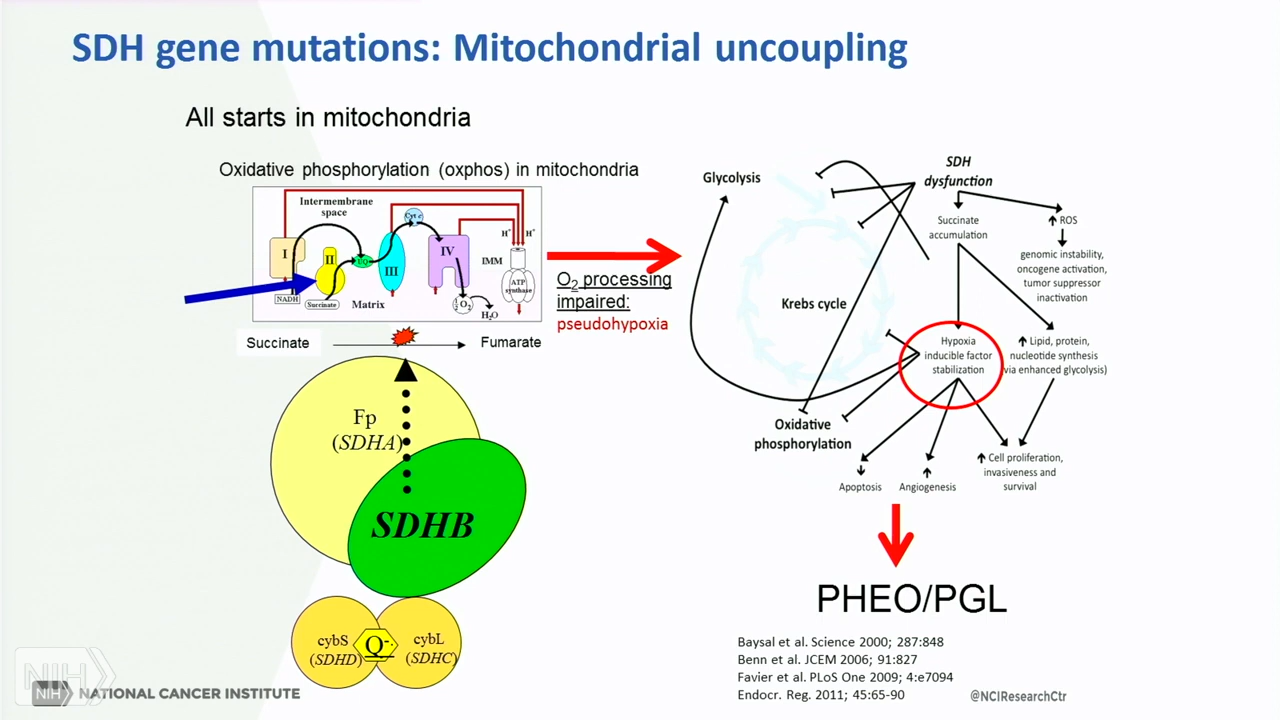 SDH gene mutations: Mitochondrial uncoupling
All starts in mitochondria
Oxidative phosphorylation (oxphos) in mitochondria
Intermembrane
space
Cyt c
H⁺ H⁺
I
II
UQ
III
IV
IMM
ATP
synthase
NADH
Succinate
Matrix
½O₂
H₂O
Succinate
Fumarate
O₂ processing
impaired:
pseudohypoxia
Fp
(SDHA)
SDHB
cybS
(SDHD)
Q⁻·
cybL
(SDHC)
Glycolysis
SDH
dysfunction
Succinate
accumulation
ROS
genomic instability,
oncogene activation,
tumor suppressor
inactivation
Krebs cycle
Hypoxia
inducible factor
stabilization
Lipid, protein,
nucleotide synthesis
via enhanced glycolysis)
Oxidative
phosphorylation
Apoptosis
Angiogenesis
Cell proliferation,
invasiveness and
survival
PHEO/PGL
Baysal et al. Science 2000; 287:848
Benn et al. JCEM 2006; 91:827
Favier et al. PLoS One 2009; 4:e7094
Endocr. Reg. 2011; 45:65-90
NIH
NIH NATIONAL CANCER INSTITUTE
@NCIResearchCtr